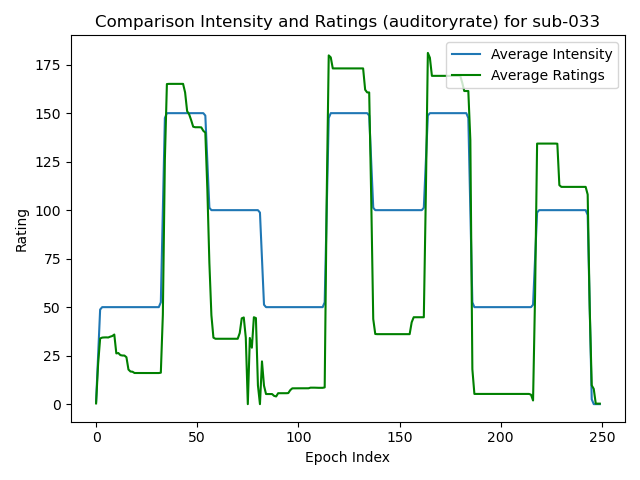 Comparison Intensity and Ratings (auditoryrate) for sub-033
Average Intensity
Average Ratings
Rating
175
150
125
100
75
50
25
0
0
50
100
150
200
250
Epoch Index